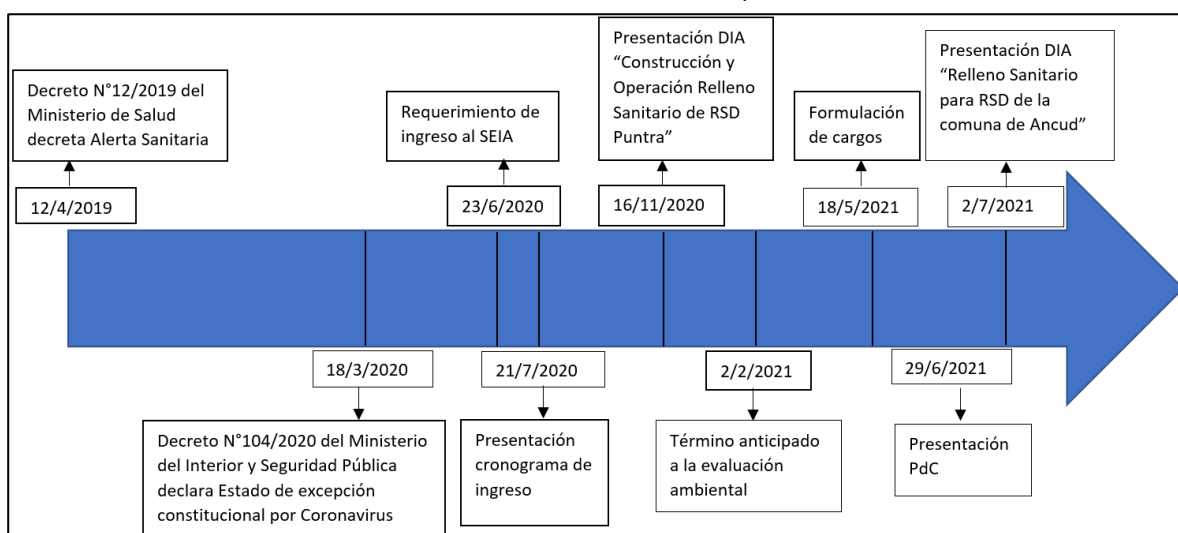 Decreto N°12/2019 del
Ministerio de Salud
decreta Alerta Sanitaria
12/4/2019
Requerimiento de
ingreso al SEIA
23/6/2020
Presentación DIA
“Construcción y
Operación Relleno
Sanitario de RSD
Puntra”
16/11/2020
Formulación
de cargos
18/5/2021
Presentación DIA
“Relleno Sanitario
para RSD de la
comuna de Ancud”
2/7/2021
18/3/2020
Decreto N°104/2020 del Ministerio
del Interior y Seguridad Pública
declara Estado de excepción
constitucional por Coronavirus
21/7/2020
Presentación
cronograma de
ingreso
2/2/2021
Término anticipado
a la evaluación
ambiental
29/6/2021
Presentación
PdC